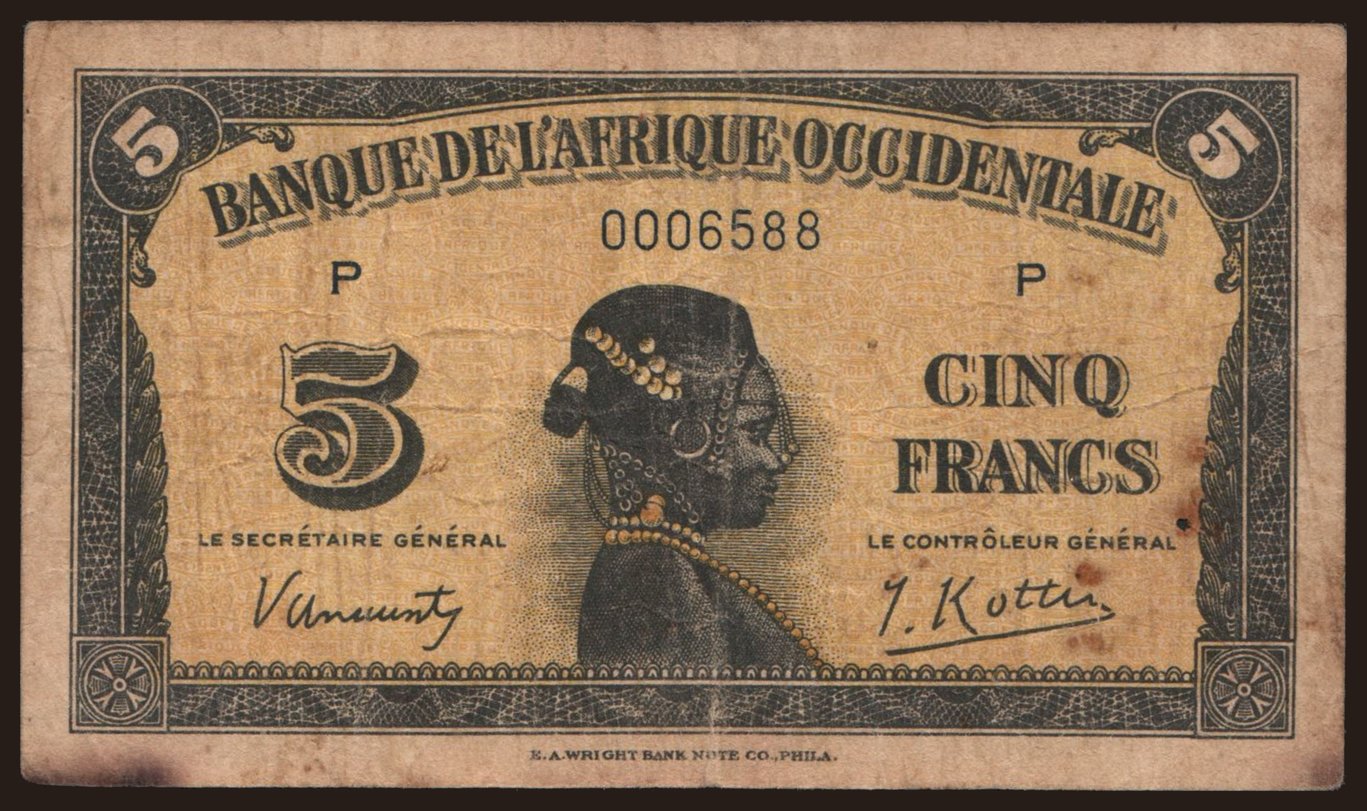 5 5
BANQUE DE L'AFRIQUE OCCIDENTALE
0006588
P P
5
CINQ
FRANCS
LE SECRÉTAIRE GÉNÉRAL
LE CONTRÔLEUR GÉNÉRAL
E.A.WRIGHT BANK NOTE CO., PHILA.